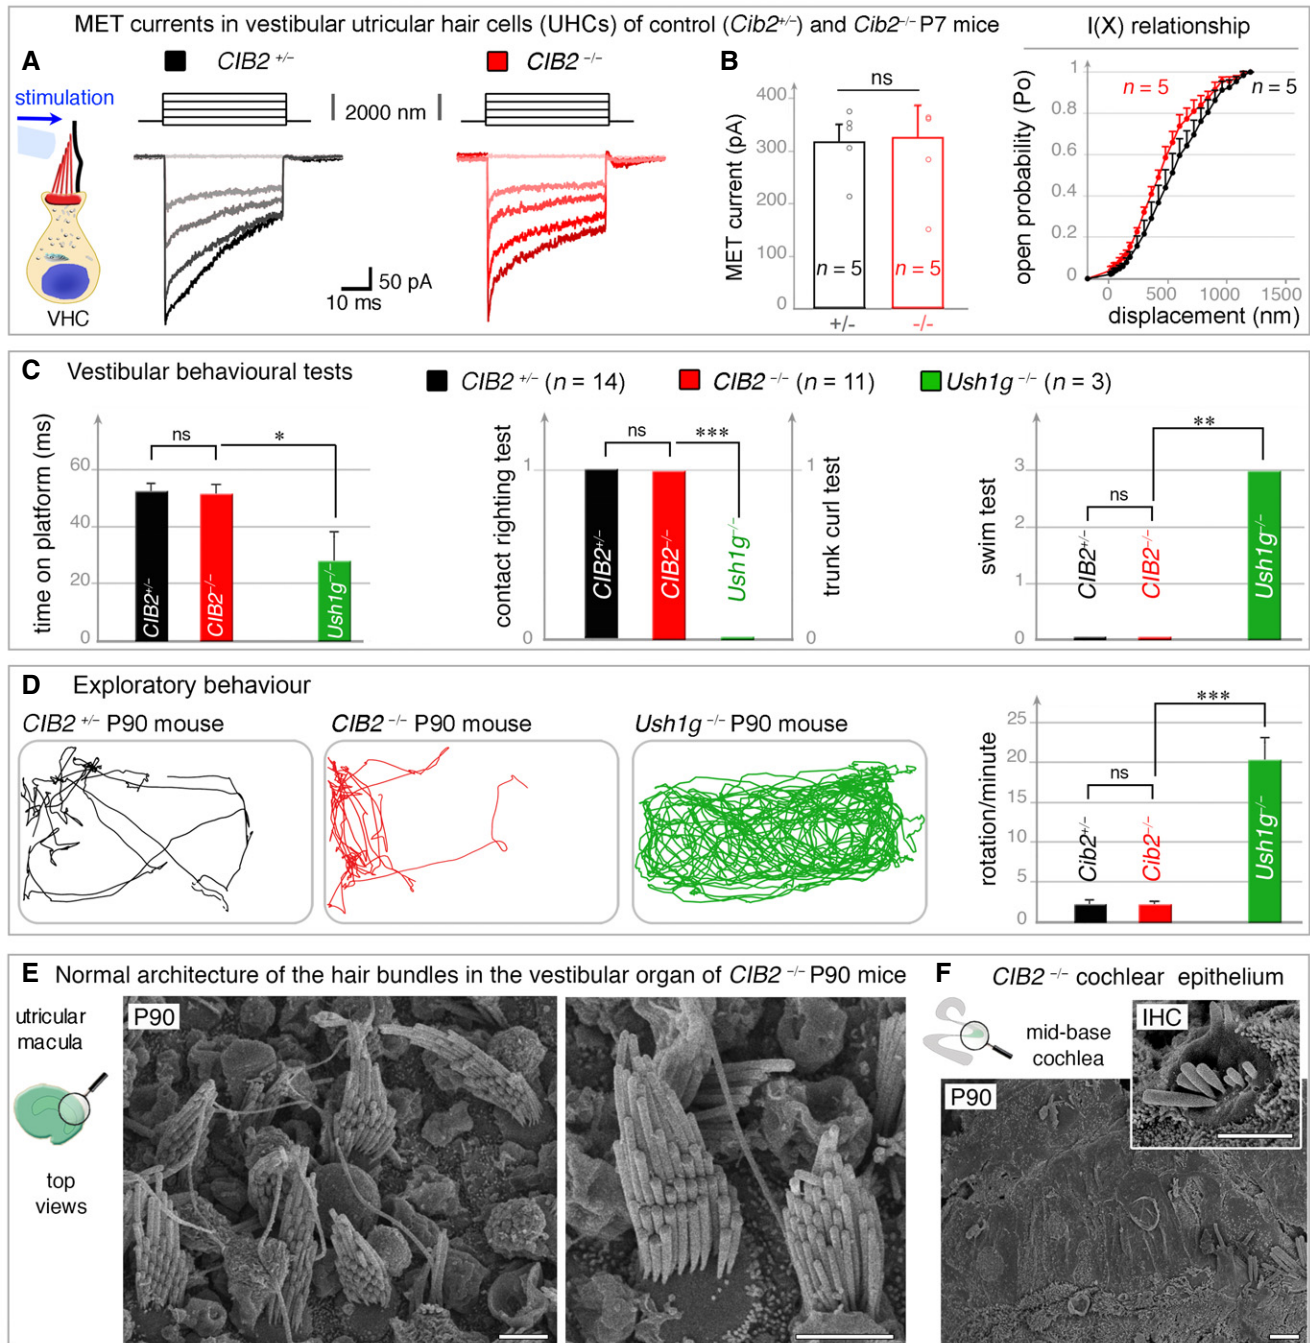 MET currents in vestibular utricular hair cells (UHCs) of control (Cib2+/–) and Cib2–/– P7 mice
I(X) relationship
A
CIB2 +/–
CIB2 –/–
stimulation
2000 nm
50 pA
10 ms
VHC
B
ns
MET current (pA)
400
300
200
100
0
n = 5
n = 5
+/-
-/-
open probability (Po)
1
0.8
0.6
0.4
0.2
0
n = 5
n = 5
0
500
1000
1500
displacement (nm)
C Vestibular behavioural tests
CIB2 +/– (n = 14)
CIB2 –/– (n = 11)
Ush1g –/– (n = 3)
time on platform (ms)
60
40
20
0
ns
*
CIB2+/–
CIB2–/–
Ush1g–/–
contact righting test
1
0
ns
***
CIB2+/–
CIB2–/–
Ush1g–/–
trunk curl test
1
0
swim test
3
2
1
0
ns
**
CIB2+/–
CIB2–/–
Ush1g–/–
D Exploratory behaviour
CIB2 +/– P90 mouse
CIB2 –/– P90 mouse
Ush1g –/– P90 mouse
rotation/minute
25
20
15
10
5
0
ns
***
Cib2+/–
Cib2–/–
Ush1g–/–
E Normal architecture of the hair bundles in the vestibular organ of CIB2 –/– P90 mice
utricular
macula
top
views
P90
F CIB2 –/– cochlear epithelium
mid-base
cochlea
IHC
P90